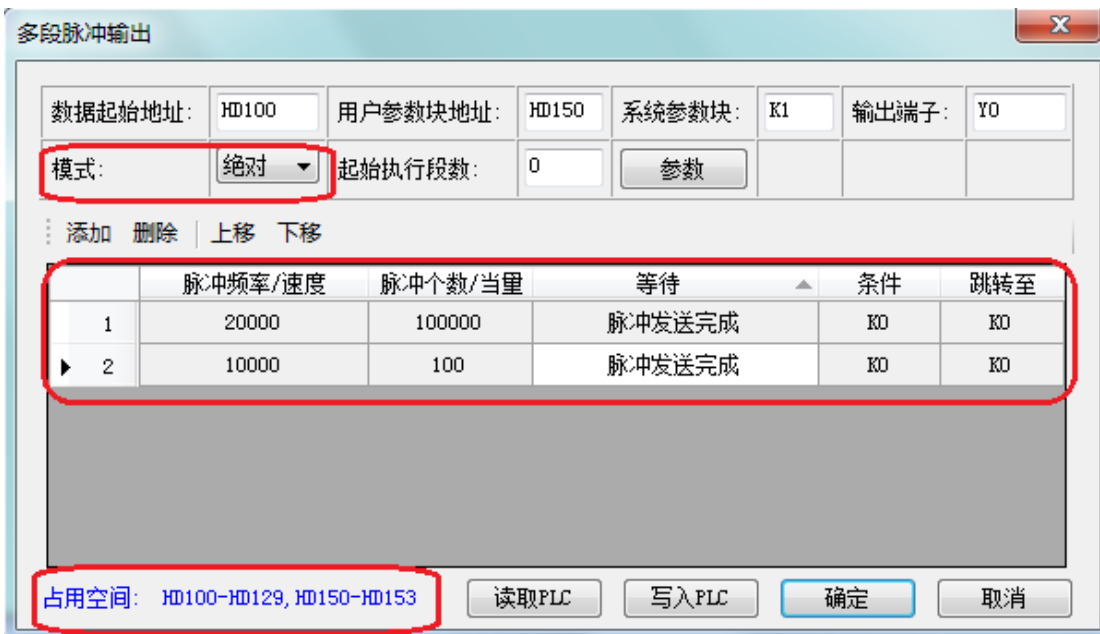 多段脉冲输出
数据起始地址: HD100 用户参数块地址: HD150 系统参数块: K1 输出端子: Y0
模式: 绝对 起始执行段数: 0 参数
添加 删除 上移 下移
脉冲频率/速度 脉冲个数/当量 等待 条件 跳转至
1 20000 100000 脉冲发送完成 K0 K0
2 10000 100 脉冲发送完成 K0 K0
占用空间: HD100-HD129,HD150-HD153 读取PLC 写入PLC 确定 取消